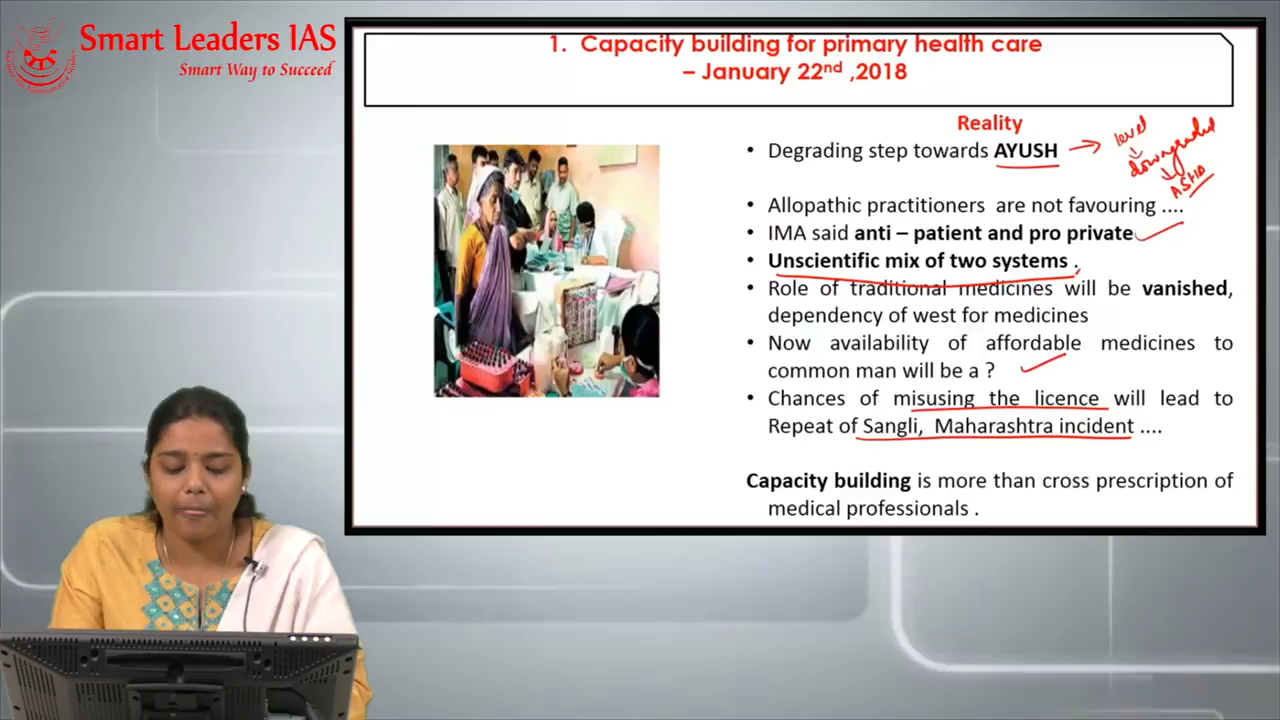 Smart Leaders IAS
Smart Way to Succeed
1. Capacity building for primary health care
– January 22nd ,2018
Reality
• Degrading step towards AYUSH → level
downgraded
ASHA
• Allopathic practitioners are not favouring ....
• IMA said anti – patient and pro private
• Unscientific mix of two systems .
• Role of traditional medicines will be vanished,
dependency of west for medicines
• Now availability of affordable medicines to
common man will be a ?
• Chances of misusing the licence will lead to
Repeat of Sangli, Maharashtra incident ....
Capacity building is more than cross prescription of
medical professionals .